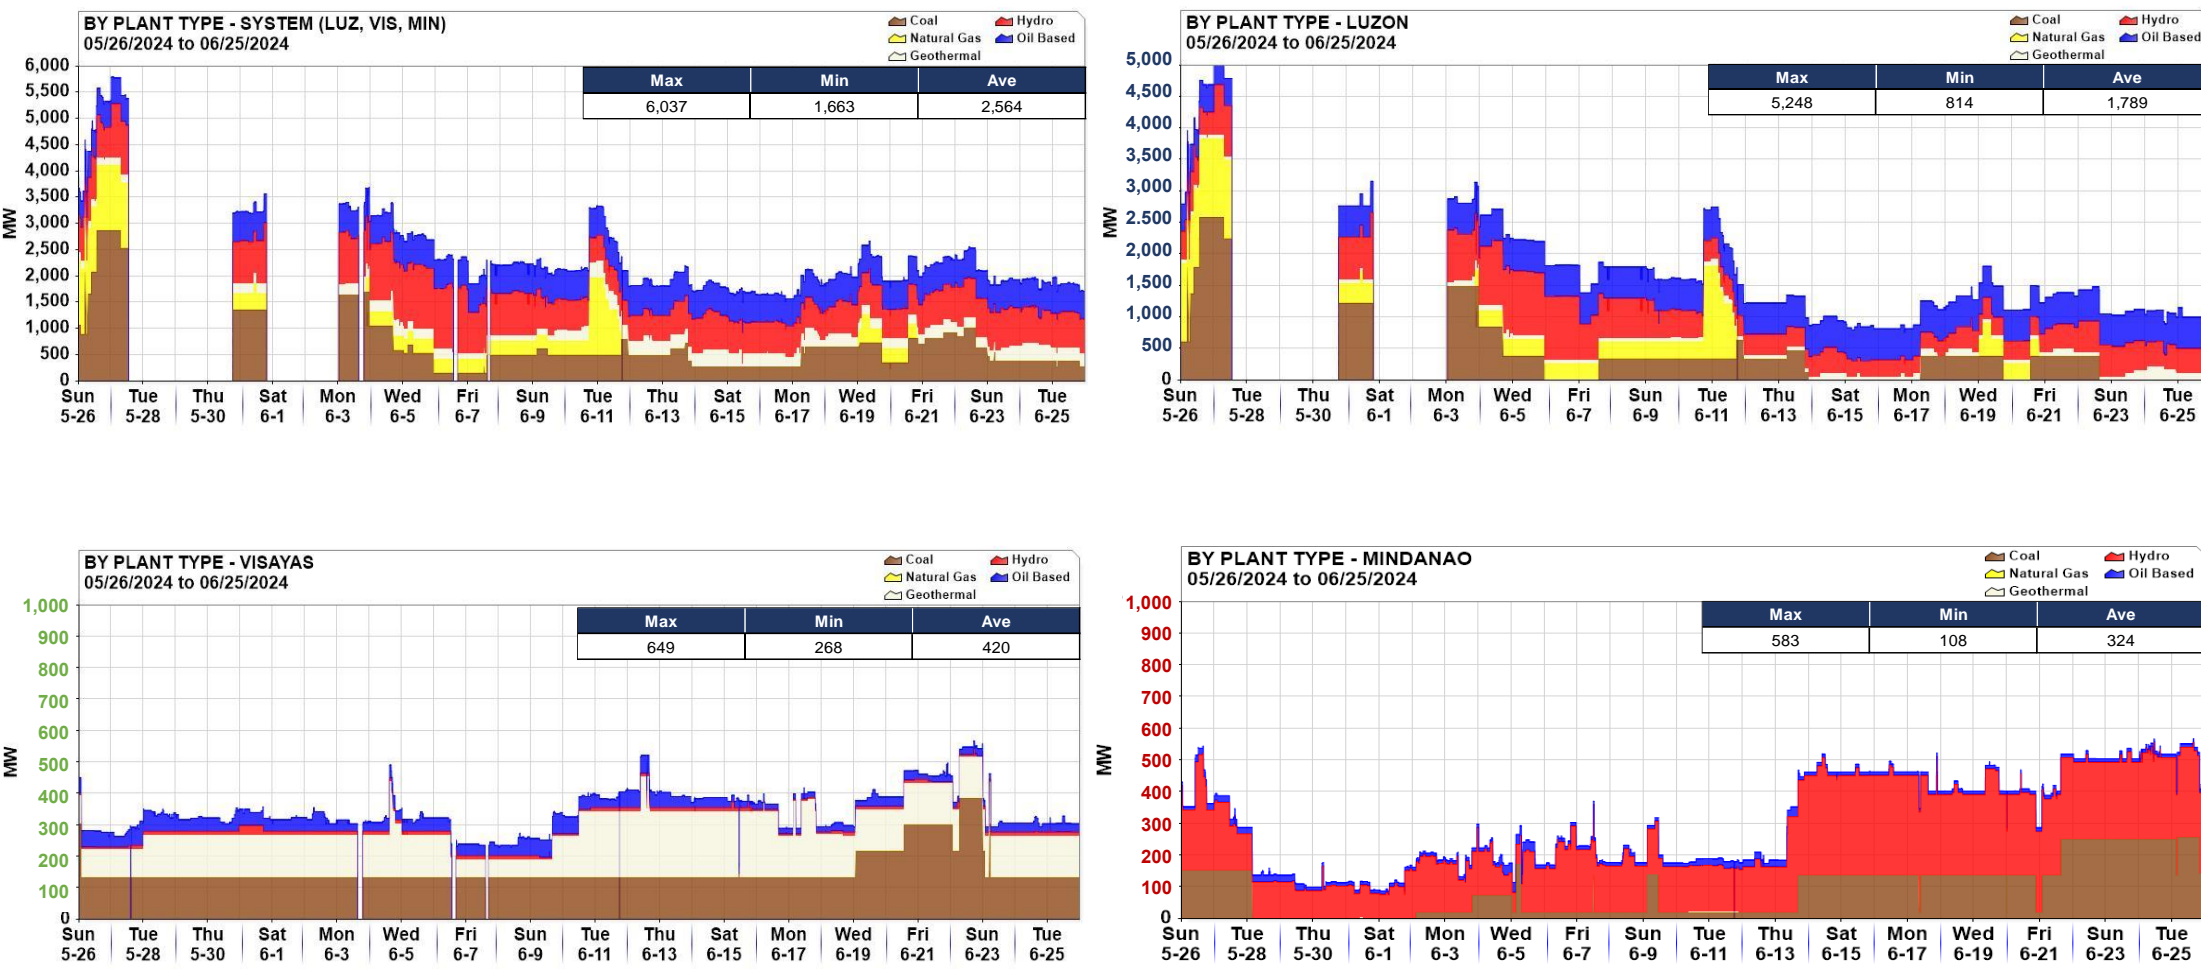 BY PLANT TYPE - SYSTEM (LUZ, VIS, MIN)
05/26/2024 to 06/25/2024
Coal Hydro
Natural Gas Oil Based
Geothermal
Max Min Ave
6,037 1,663 2,564
6,000
5,500
5,000
4,500
4,000
3,500
3,000
2,500
2,000
1,500
1,000
500
0
MW
Sun Tue Thu Sat Mon Wed Fri Sun Tue Thu Sat Mon Wed Fri Sun Tue
5-26 5-28 5-30 6-1 6-3 6-5 6-7 6-9 6-11 6-13 6-15 6-17 6-19 6-21 6-23 6-25
BY PLANT TYPE - LUZON
05/26/2024 to 06/25/2024
Coal Hydro
Natural Gas Oil Based
Geothermal
Max Min Ave
5,248 814 1,789
5,000
4,500
4,000
3,500
3,000
2,500
2,000
1,500
1,000
500
0
MW
Sun Tue Thu Sat Mon Wed Fri Sun Tue Thu Sat Mon Wed Fri Sun Tue
5-26 5-28 5-30 6-1 6-3 6-5 6-7 6-9 6-11 6-13 6-15 6-17 6-19 6-21 6-23 6-25
BY PLANT TYPE - VISAYAS
05/26/2024 to 06/25/2024
Coal Hydro
Natural Gas Oil Based
Geothermal
Max Min Ave
649 268 420
1,000
900
800
700
600
500
400
300
200
100
0
MW
Sun Tue Thu Sat Mon Wed Fri Sun Tue Thu Sat Mon Wed Fri Sun Tue
5-26 5-28 5-30 6-1 6-3 6-5 6-7 6-9 6-11 6-13 6-15 6-17 6-19 6-21 6-23 6-25
BY PLANT TYPE - MINDANAO
05/26/2024 to 06/25/2024
Coal Hydro
Natural Gas Oil Based
Geothermal
Max Min Ave
583 108 324
1,000
900
800
700
600
500
400
300
200
100
0
MW
Sun Tue Thu Sat Mon Wed Fri Sun Tue Thu Sat Mon Wed Fri Sun Tue
5-26 5-28 5-30 6-1 6-3 6-5 6-7 6-9 6-11 6-13 6-15 6-17 6-19 6-21 6-23 6-25